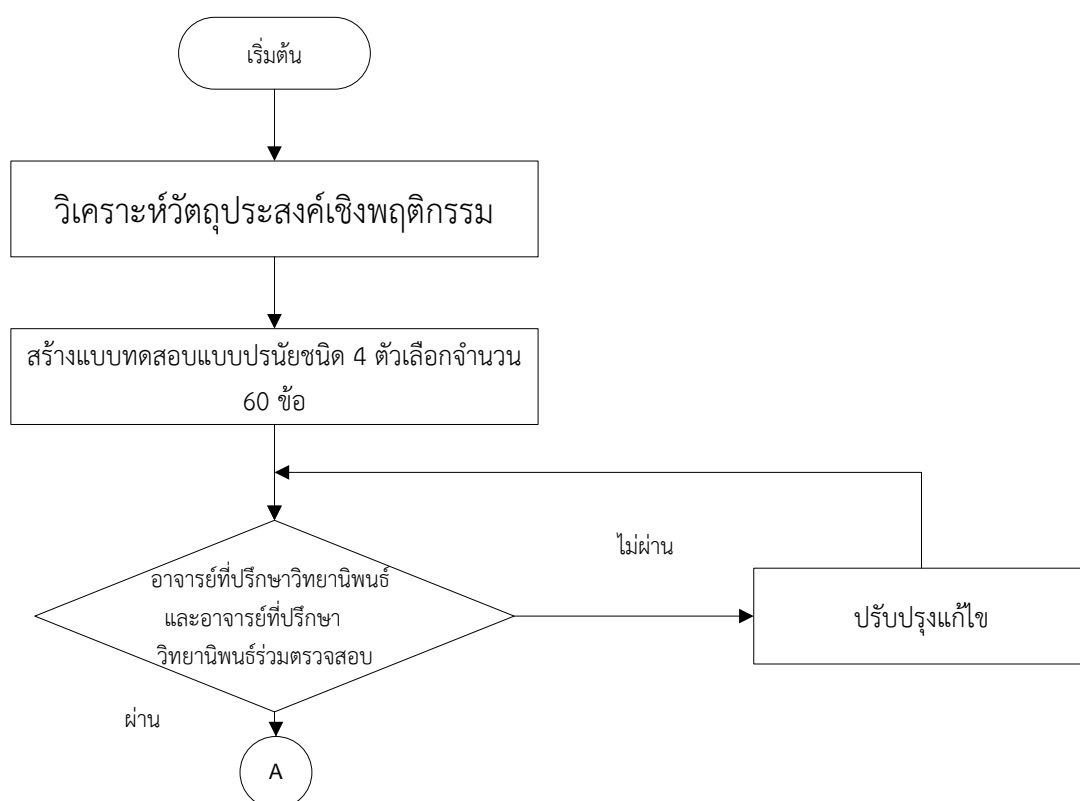 เริ่มต้น
วิเคราะห์วัตถุประสงค์เชิงพฤติกรรม
สร้างแบบทดสอบแบบปรนัยชนิด 4 ตัวเลือกจำนวน
60 ข้อ
อาจารย์ที่ปรึกษาวิทยานิพนธ์
และอาจารย์ที่ปรึกษา
วิทยานิพนธ์ร่วมตรวจสอบ
ไม่ผ่าน
ปรับปรุงแก้ไข
ผ่าน
A